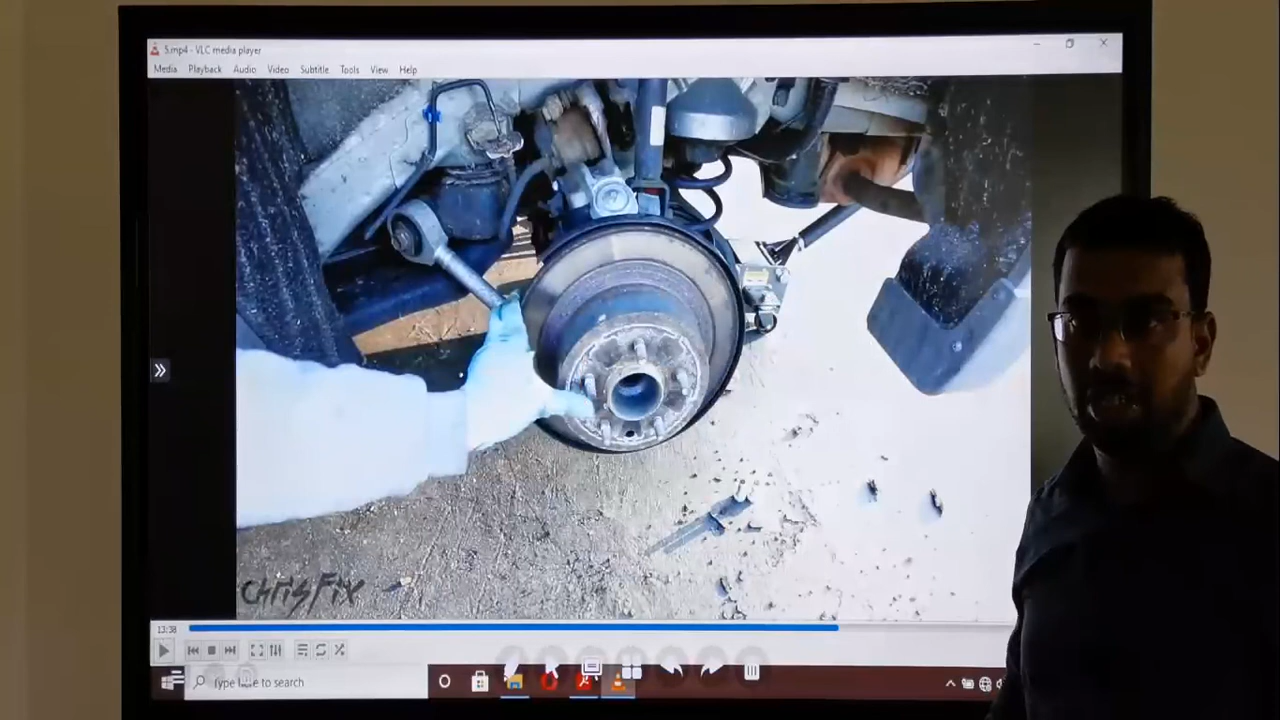 5.mp4 - VLC media player
Media Playback Audio Video Subtitle Tools View Help
CHRISFIX
13:38
Type here to search